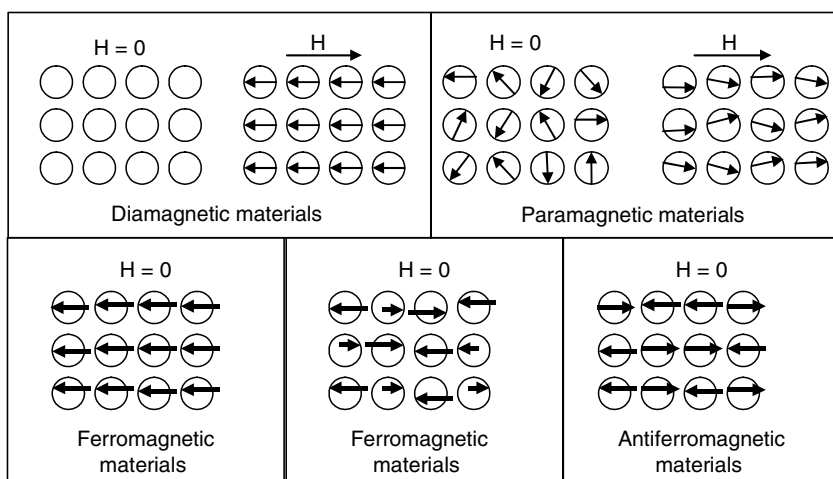 H = 0
H
Diamagnetic materials
H = 0
H
Paramagnetic materials
H = 0
Ferromagnetic
materials
H = 0
Ferromagnetic
materials
H = 0
Antiferromagnetic
materials